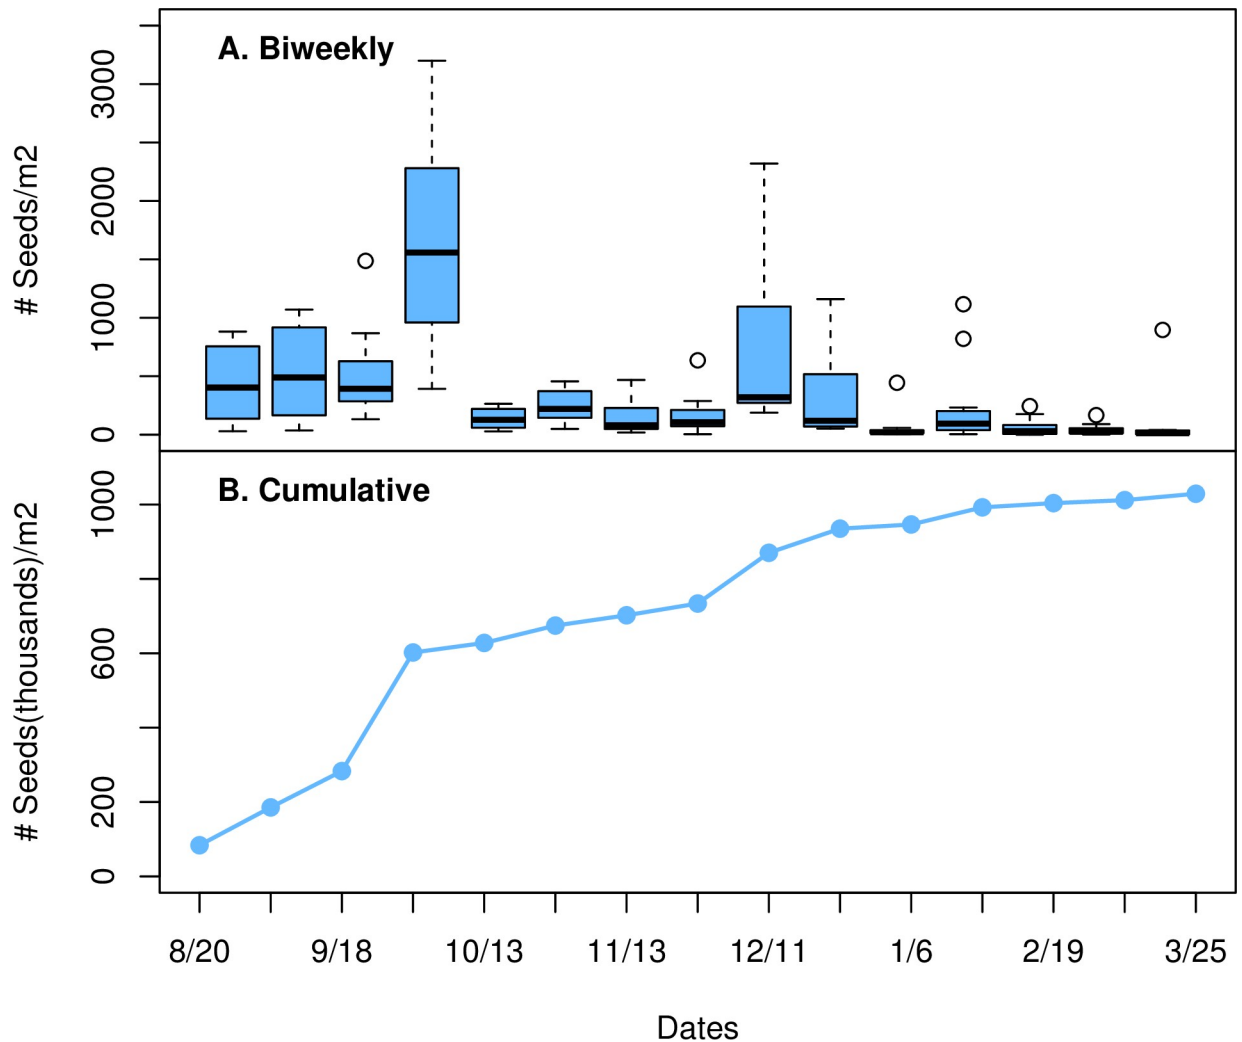 A. Biweekly
# Seeds/m2
3000
2000
1000
0
B. Cumulative
# Seeds(thousands)/m2
1000
600
200
0
8/20 9/18 10/13 11/13 12/11 1/6 2/19 3/25
Dates